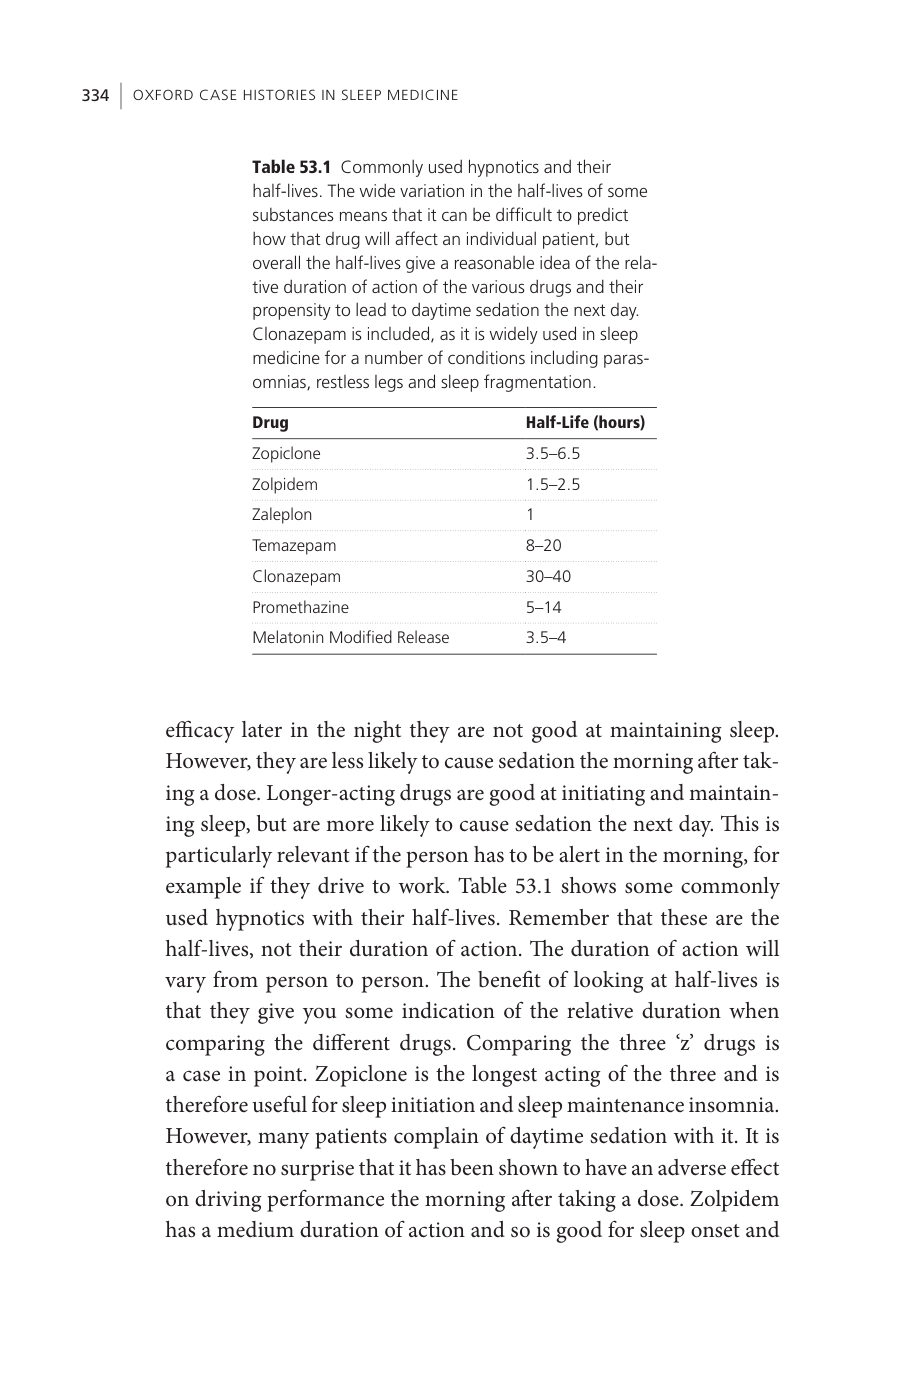 334 OXFORD CASE HISTORIES IN SLEEP MEDICINE
Table 53.1 Commonly used hypnotics and their
half-lives. The wide variation in the half-lives of some
substances means that it can be difficult to predict
how that drug will affect an individual patient, but
overall the half-lives give a reasonable idea of the rela-
tive duration of action of the various drugs and their
propensity to lead to daytime sedation the next day.
Clonazepam is included, as it is widely used in sleep
medicine for a number of conditions including paras-
omnias, restless legs and sleep fragmentation.
Drug Half-Life (hours)
Zopiclone 3.5–6.5
Zolpidem 1.5–2.5
Zaleplon 1
Temazepam 8–20
Clonazepam 30–40
Promethazine 5–14
Melatonin Modified Release 3.5–4
efficacy later in the night they are not good at maintaining sleep.
However, they are less likely to cause sedation the morning after tak-
ing a dose. Longer-acting drugs are good at initiating and maintain-
ing sleep, but are more likely to cause sedation the next day. This is
particularly relevant if the person has to be alert in the morning, for
example if they drive to work. Table 53.1 shows some commonly
used hypnotics with their half-lives. Remember that these are the
half-lives, not their duration of action. The duration of action will
vary from person to person. The benefit of looking at half-lives is
that they give you some indication of the relative duration when
comparing the different drugs. Comparing the three ‘z’ drugs is
a case in point. Zopiclone is the longest acting of the three and is
therefore useful for sleep initiation and sleep maintenance insomnia.
However, many patients complain of daytime sedation with it. It is
therefore no surprise that it has been shown to have an adverse effect
on driving performance the morning after taking a dose. Zolpidem
has a medium duration of action and so is good for sleep onset and